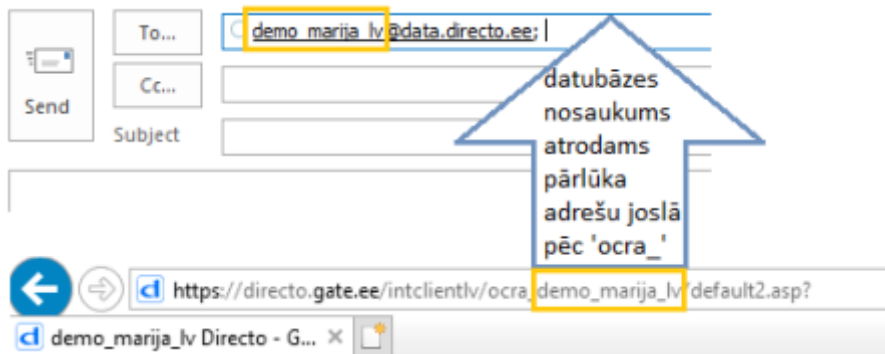 To...
demo_marija_lv@data.directo.ee;
Cc...
Send
Subject
datubāzes
nosaukums
atrodams
pārlūka
adrešu joslā
pēc 'ocra_'
https://directo.gate.ee/intclientlv/ocra_demo_marija_lv/default2.asp?
demo_marija_lv Directo - G...